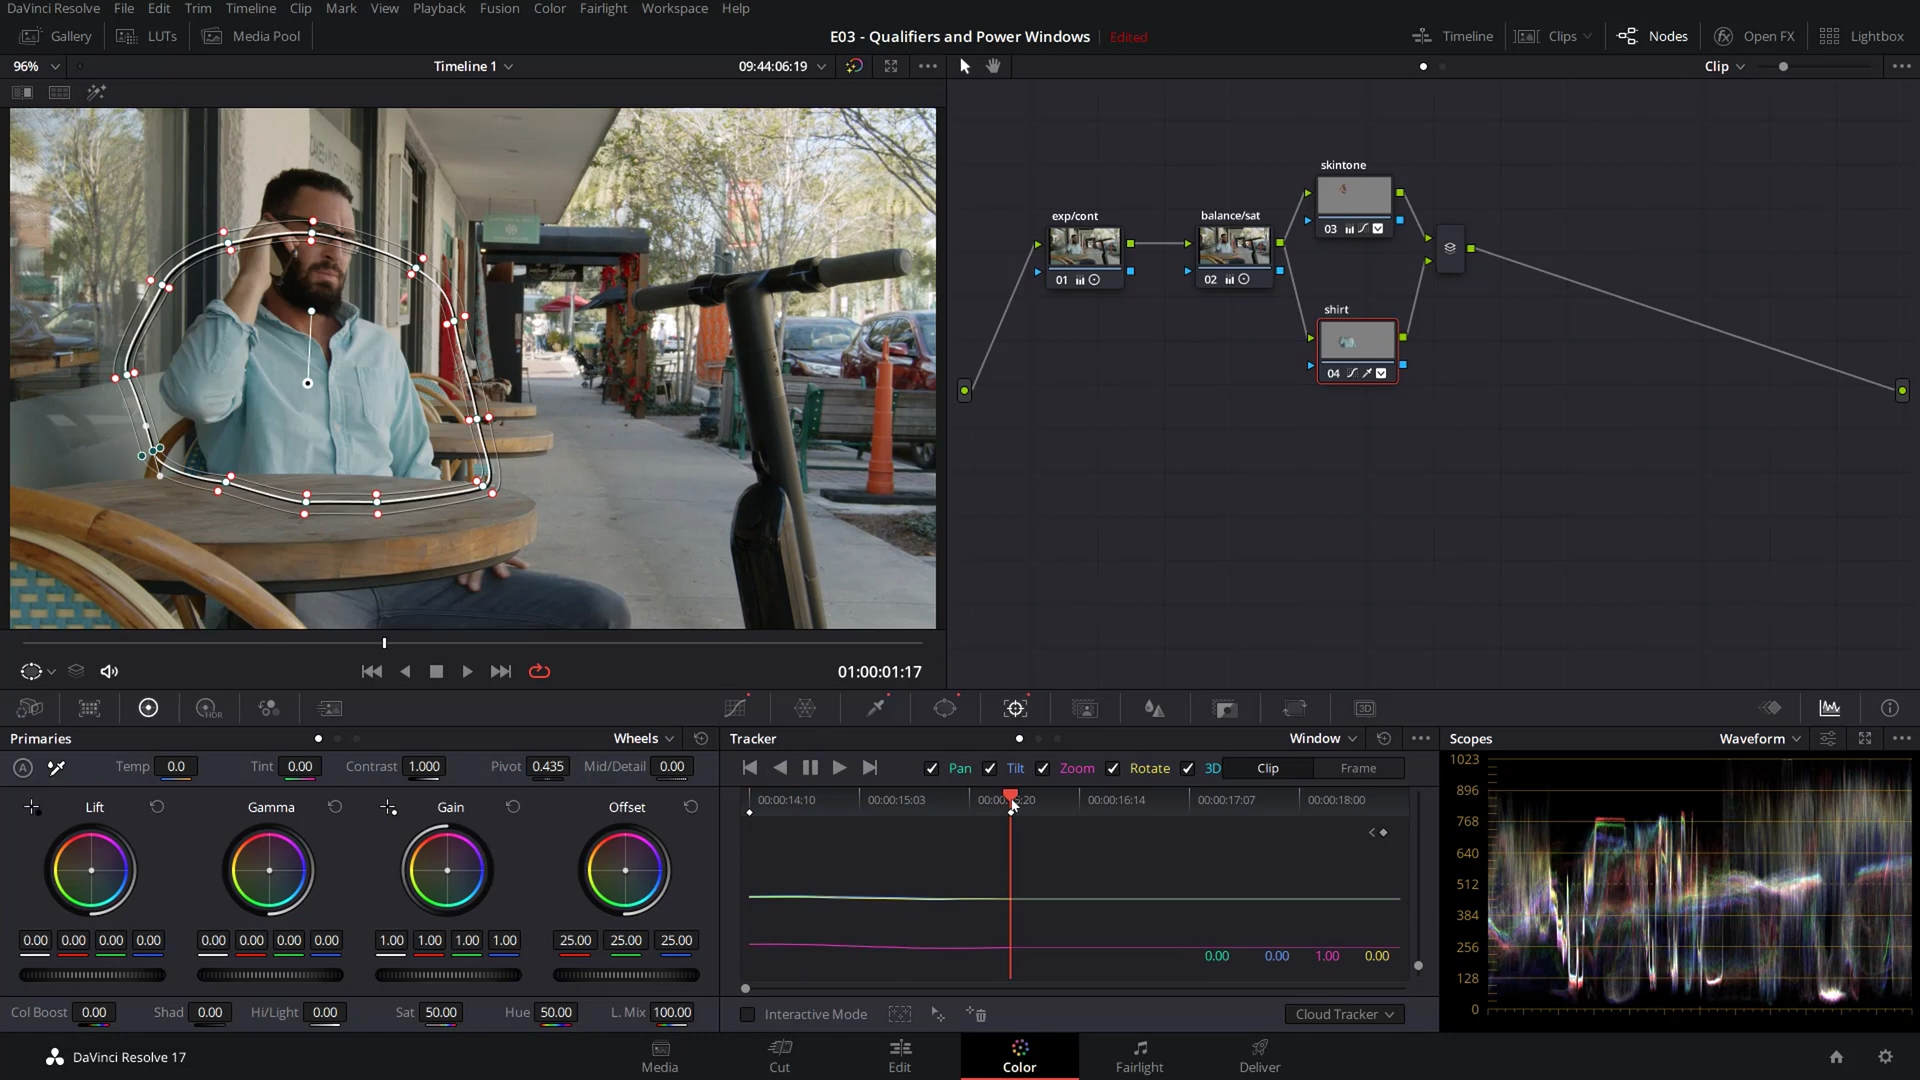 DaVinci Resolve File Edit Trim Timeline Clip Mark View Playback Fusion Color Fairlight Workspace Help
Gallery LUTs Media Pool E03 - Qualifiers and Power Windows Edited Timeline Clips Nodes Open FX Lightbox
96% Timeline 1 09:44:06:19 Clip
skintone
03
exp/cont
01
balance/sat
02
shirt
04
01:00:01:17
HDR
3D
Primaries Wheels
Temp 0.0 Tint 0.00 Contrast 1.000 Pivot 0.435 Mid/Detail 0.00
A
Lift Gamma Gain Offset
0.00 0.00 0.00 0.00 0.00 0.00 0.00 0.00 1.00 1.00 1.00 1.00 25.00 25.00 25.00
Col Boost 0.00 Shad 0.00 Hi/Light 0.00 Sat 50.00 Hue 50.00 L. Mix 100.00
Tracker Window
Pan Tilt Zoom Rotate 3D Clip Frame
00:00:14:10 00:00:15:03 00:00:15:20 00:00:16:14 00:00:17:07 00:00:18:00
0.00 0.00 1.00 0.00
Interactive Mode Cloud Tracker
Scopes Waveform
1023
896
768
640
512
384
256
128
0
DaVinci Resolve 17 Media Cut Edit Color Fairlight Deliver